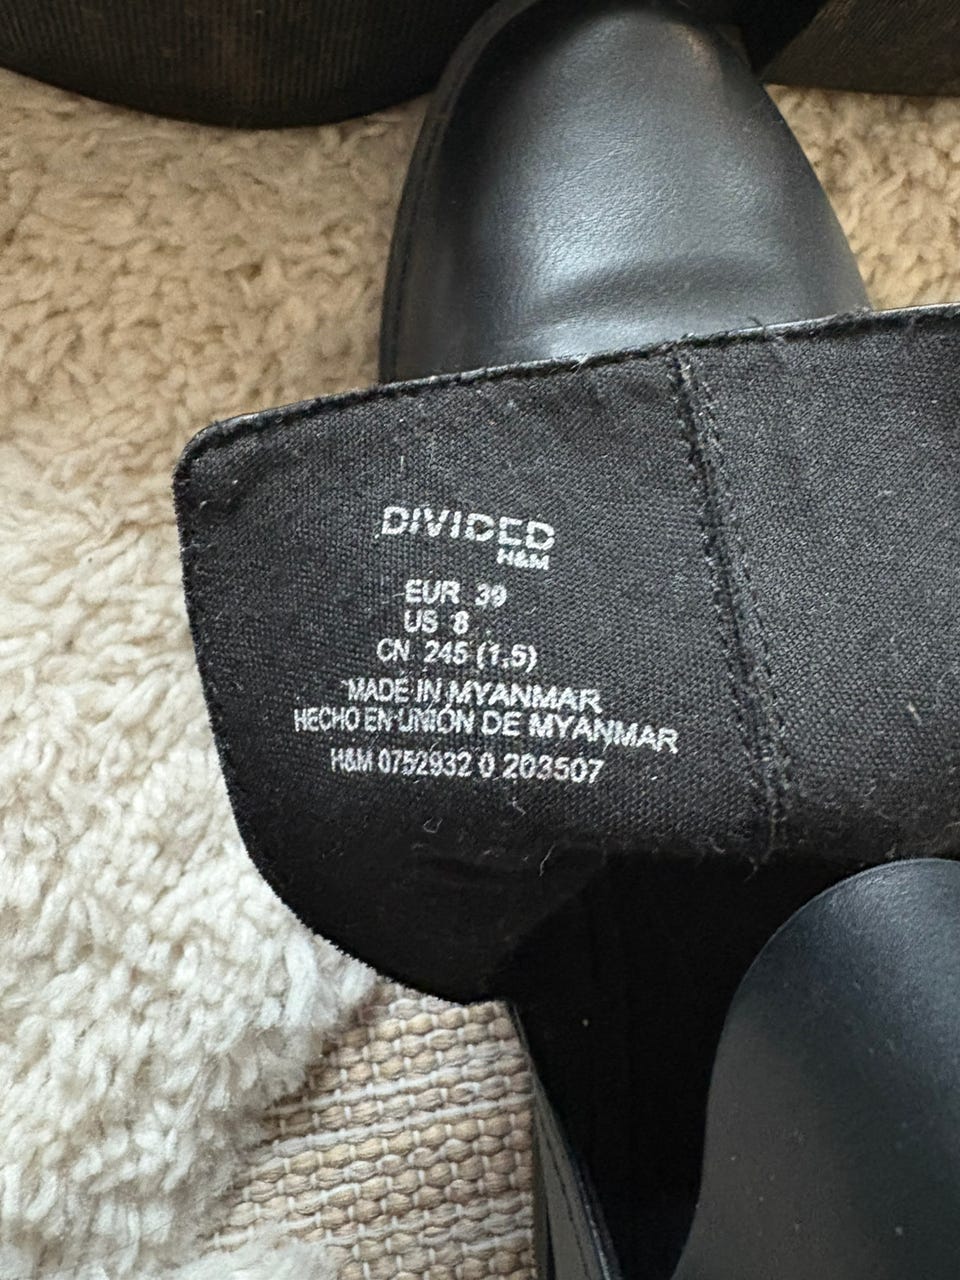 DIVIDED
H&M
EUR 39
US 8
CN 245 (1,5)
MADE IN MYANMAR
HECHO EN UNIÓN DE MYANMAR
H&M 0752932 0 203507